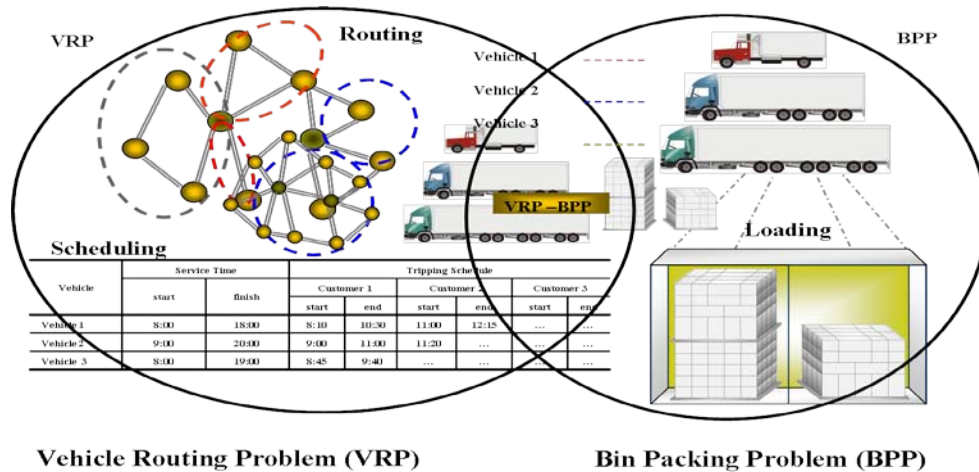 VRP
Routing
BPP
Vehicle 1
Vehicle 2
Vehicle 3
VRP –BPP
Loading
Scheduling
Vehicle Service Time Tripping Schedule
start finish Customer 1 Customer 2 Customer 3
start end start end start end
Vehicle 1 8:00 18:00 8:10 10:30 11:00 12:15 ... ...
Vehicle 2 9:00 20:00 9:00 11:00 11:20 ... ... ...
Vehicle 3 8:00 19:00 8:45 9:40 ... ... ... ...
Vehicle Routing Problem (VRP)
Bin Packing Problem (BPP)